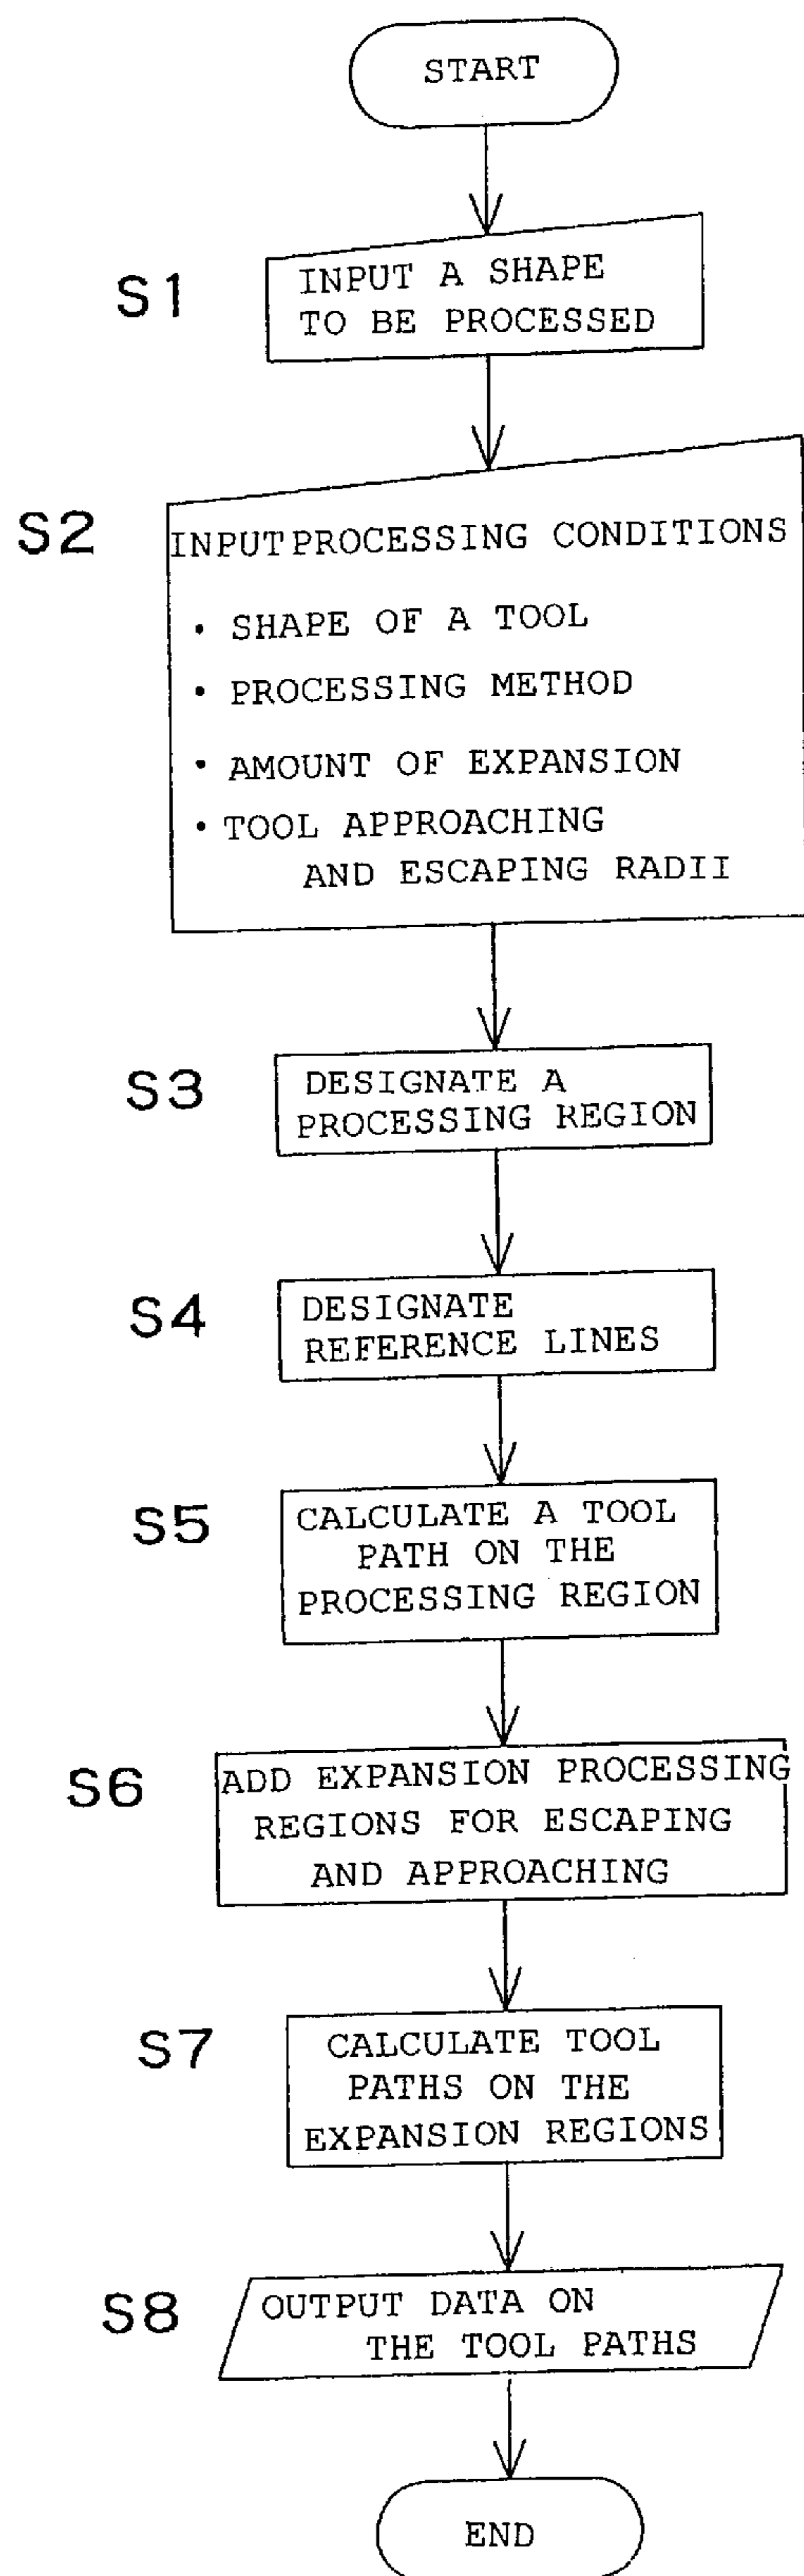 START
S1
INPUT A SHAPE
TO BE PROCESSED
S2
INPUT PROCESSING CONDITIONS
• SHAPE OF A TOOL
• PROCESSING METHOD
• AMOUNT OF EXPANSION
• TOOL APPROACHING
AND ESCAPING RADII
S3
DESIGNATE A
PROCESSING REGION
S4
DESIGNATE
REFERENCE LINES
S5
CALCULATE A TOOL
PATH ON THE
PROCESSING REGION
S6
ADD EXPANSION PROCESSING
REGIONS FOR ESCAPING
AND APPROACHING
S7
CALCULATE TOOL
PATHS ON THE
EXPANSION REGIONS
S8
OUTPUT DATA ON
THE TOOL PATHS
END